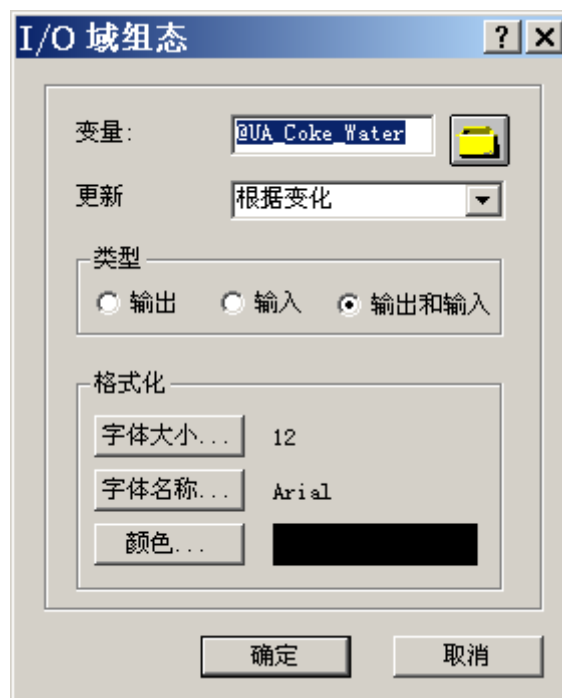 I/O 域组态
变量: @UA_Coke_Water
更新 根据变化
类型
输出 输入 输出和输入
格式化
字体大小... 12
字体名称... Arial
颜色...
确定 取消